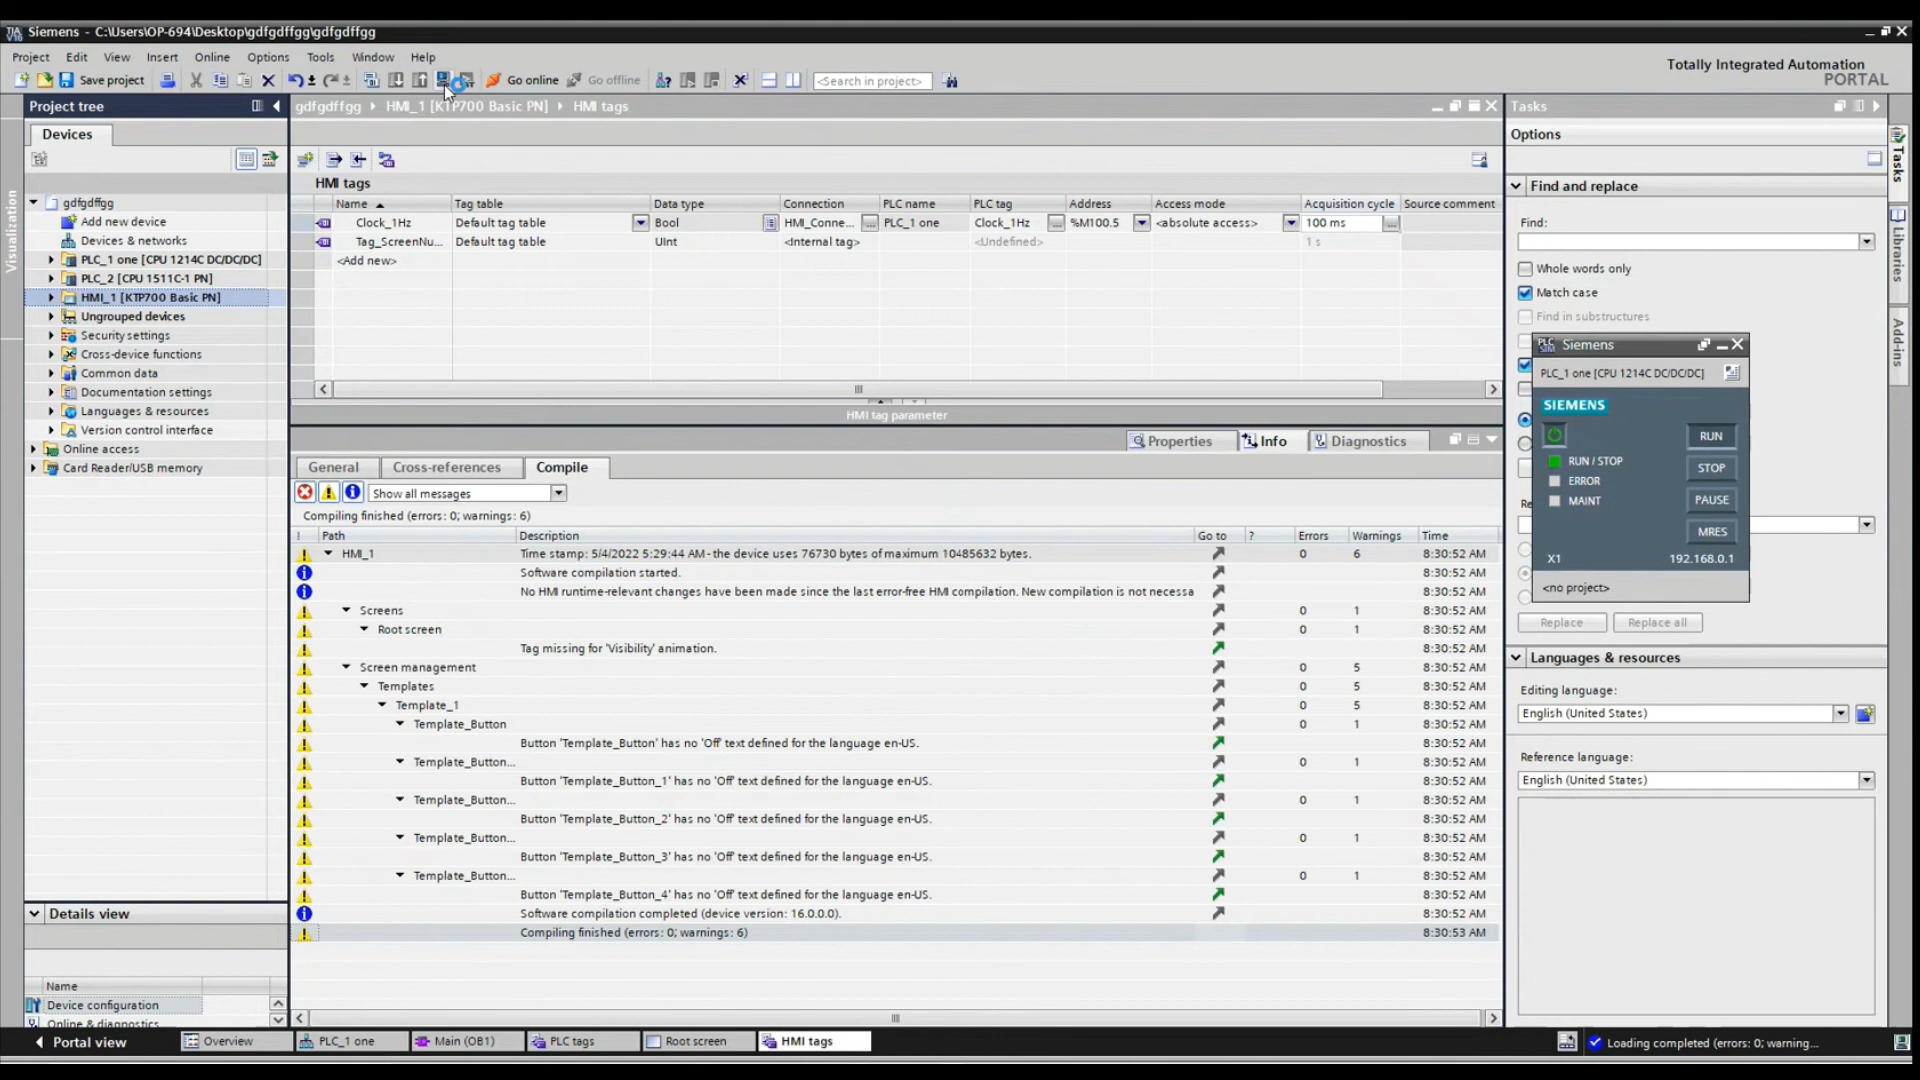 Siemens - C:\Users\OP-694\Desktop\gdfgdffgg\gdfgdffgg
Project Edit View Insert Online Options Tools Window Help
Totally Integrated Automation
PORTAL
Save project
Go online
Go offline
<Search in project>
Project tree
gdfgdffgg HMI_1 [KTP700 Basic PN] HMI tags
Tasks
Devices
Options
Visualization
Tasks
Libraries
Add-ins
gdfgdffgg
Add new device
Devices & networks
PLC_1 one [CPU 1214C DC/DC/DC]
PLC_2 [CPU 1511C-1 PN]
HMI_1 [KTP700 Basic PN]
Ungrouped devices
Security settings
Cross-device functions
Common data
Documentation settings
Languages & resources
Version control interface
Online access
Card Reader/USB memory
HMI tags
Name Tag table Data type Connection PLC name PLC tag Address Access mode Acquisition cycle Source comment
Clock_1Hz Default tag table Bool HMI_Conne... PLC_1 one Clock_1Hz %M100.5 <absolute access> 100 ms
Tag_ScreenNu... Default tag table UInt <Internal tag> <Undefined> 1 s
<Add new>
HMI tag parameter
Properties Info Diagnostics
General Cross-references Compile
Show all messages
Compiling finished (errors: 0; warnings: 6)
! Path Description Go to ? Errors Warnings Time
HMI_1 Time stamp: 5/4/2022 5:29:44 AM - the device uses 76730 bytes of maximum 10485632 bytes. 0 6 8:30:52 AM
Software compilation started. 8:30:52 AM
No HMI runtime-relevant changes have been made since the last error-free HMI compilation. New compilation is not necessa 8:30:52 AM
Screens 0 1 8:30:52 AM
Root screen 0 1 8:30:52 AM
Tag missing for 'Visibility' animation. 8:30:52 AM
Screen management 0 5 8:30:52 AM
Templates 0 5 8:30:52 AM
Template_1 0 5 8:30:52 AM
Template_Button 0 1 8:30:52 AM
Button 'Template_Button' has no 'Off' text defined for the language en-US. 8:30:52 AM
Template_Button... 0 1 8:30:52 AM
Button 'Template_Button_1' has no 'Off' text defined for the language en-US. 8:30:52 AM
Template_Button... 0 1 8:30:52 AM
Button 'Template_Button_2' has no 'Off' text defined for the language en-US. 8:30:52 AM
Template_Button... 0 1 8:30:52 AM
Button 'Template_Button_3' has no 'Off' text defined for the language en-US. 8:30:52 AM
Template_Button... 0 1 8:30:52 AM
Button 'Template_Button_4' has no 'Off' text defined for the language en-US. 8:30:52 AM
Software compilation completed (device version: 16.0.0.0). 8:30:52 AM
Compiling finished (errors: 0; warnings: 6) 8:30:53 AM
Find and replace
Find:
Whole words only
Match case
Find in substructures
Siemens
PLC_1 one [CPU 1214C DC/DC/DC]
SIEMENS
RUN
RUN / STOP
STOP
ERROR
MAINT
PAUSE
MRES
X1 192.168.0.1
<no project>
Re
Replace Replace all
Languages & resources
Editing language:
English (United States)
Reference language:
English (United States)
Details view
Name
Device configuration
Online & diagnostics
Portal view Overview PLC_1 one Main (OB1) PLC tags Root screen HMI tags
Loading completed (errors: 0; warning...